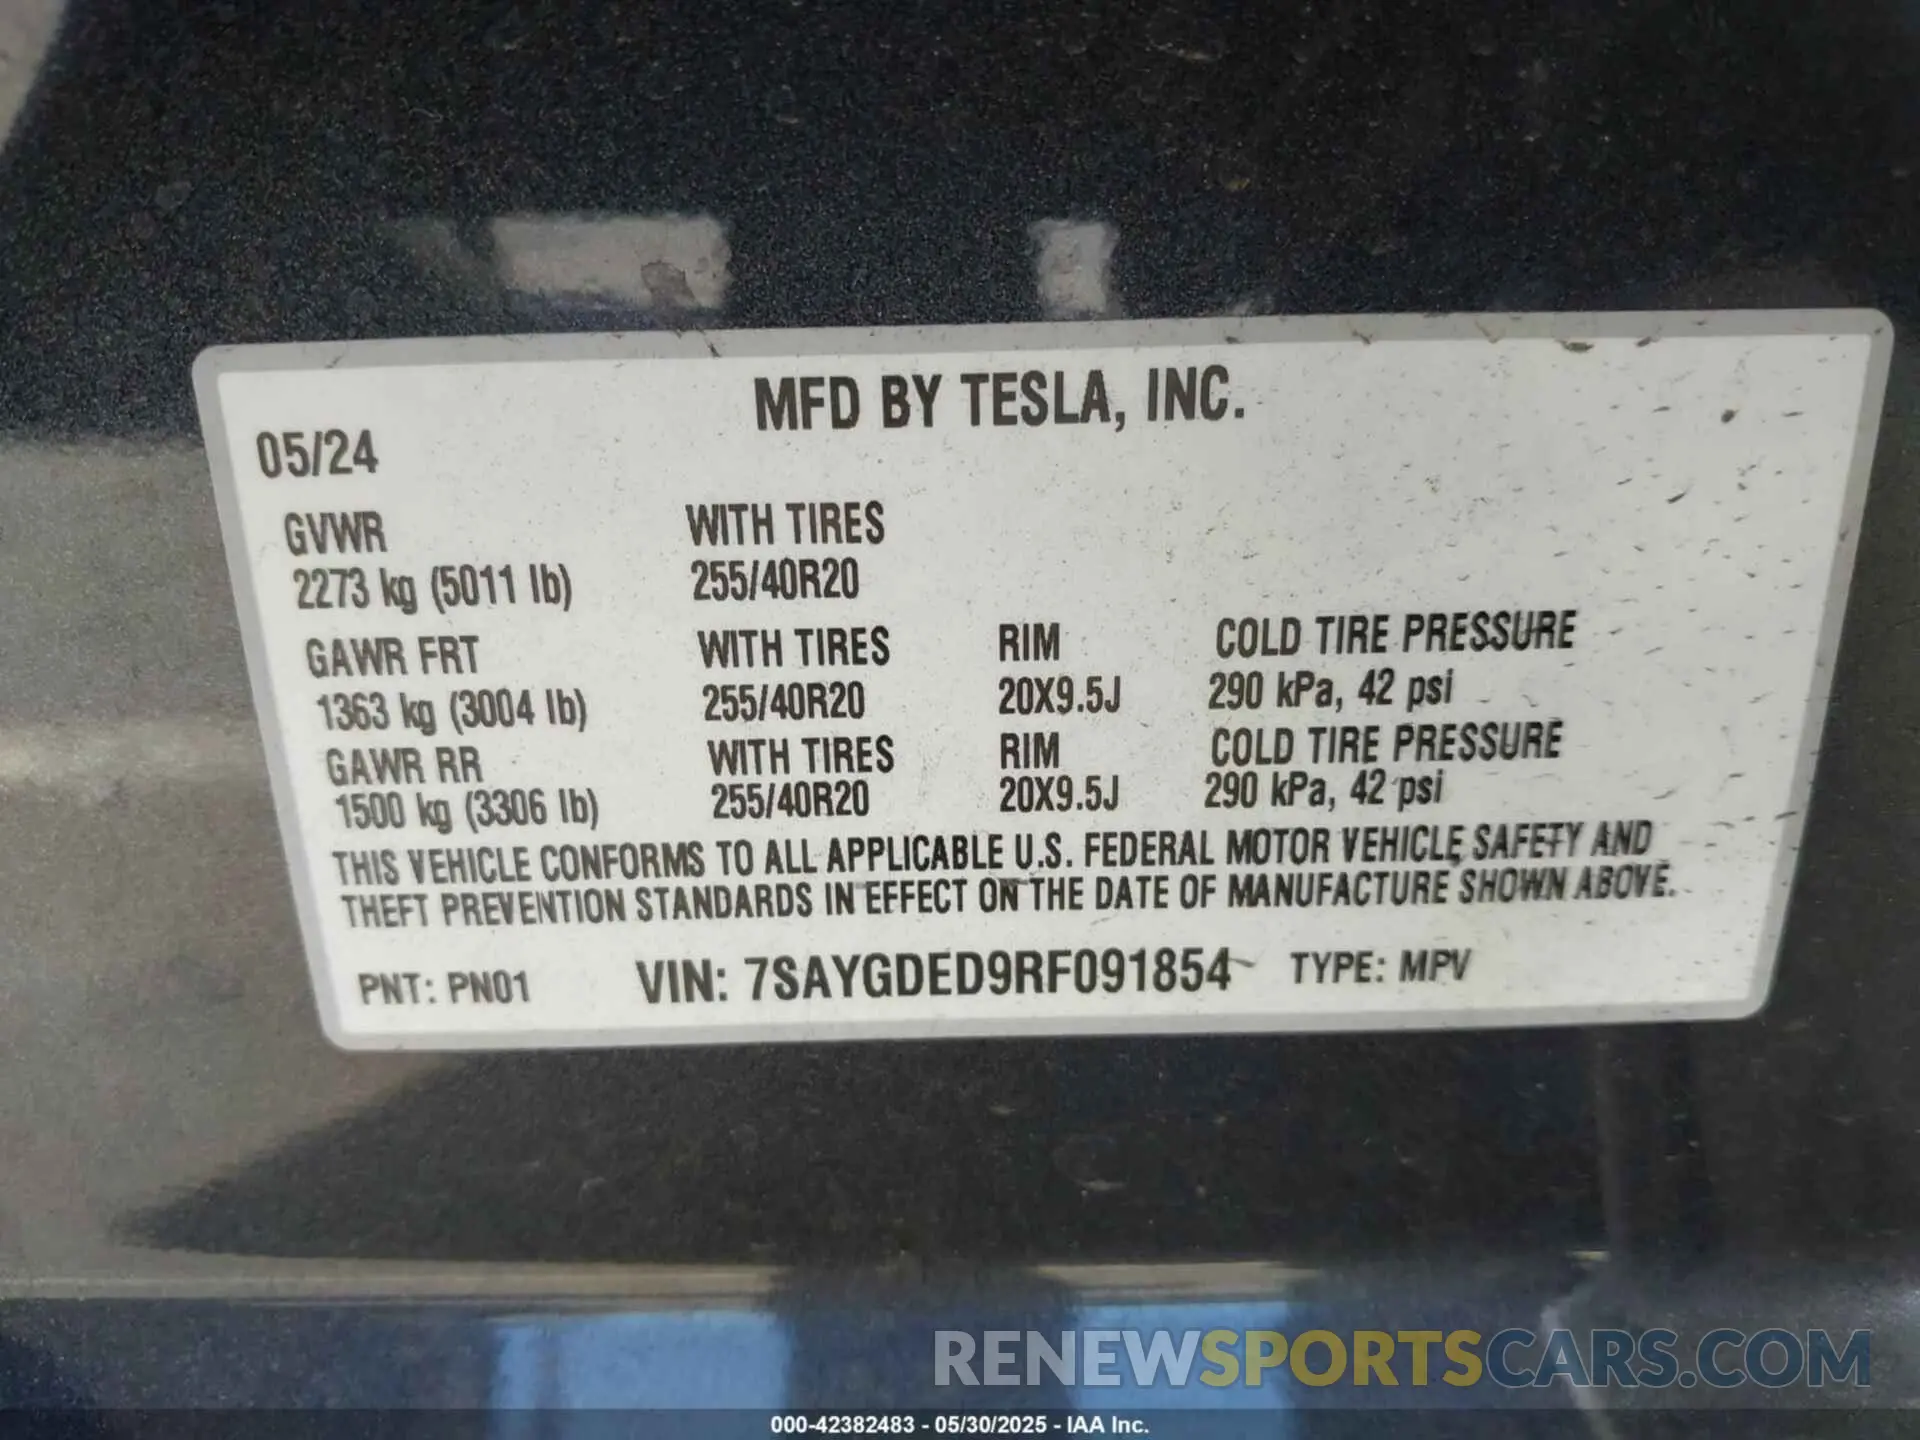 MFD BY TESLA, INC.
05/24
GVWR WITH TIRES
2273 kg (5011 lb) 255/40R20
GAWR FRT WITH TIRES RIM COLD TIRE PRESSURE
1363 kg (3004 lb) 255/40R20 20X9.5J 290 kPa, 42 psi
GAWR RR WITH TIRES RIM COLD TIRE PRESSURE
1500 kg (3306 lb) 255/40R20 20X9.5J 290 kPa, 42 psi
THIS VEHICLE CONFORMS TO ALL APPLICABLE U.S. FEDERAL MOTOR VEHICLE SAFETY AND
THEFT PREVENTION STANDARDS IN EFFECT ON THE DATE OF MANUFACTURE SHOWN ABOVE.
PNT: PN01 VIN: 7SAYGDED9RF091854 TYPE: MPV
RENEWSPORTSCARS.COM
000-42382483 - 05/30/2025 - IAA Inc.